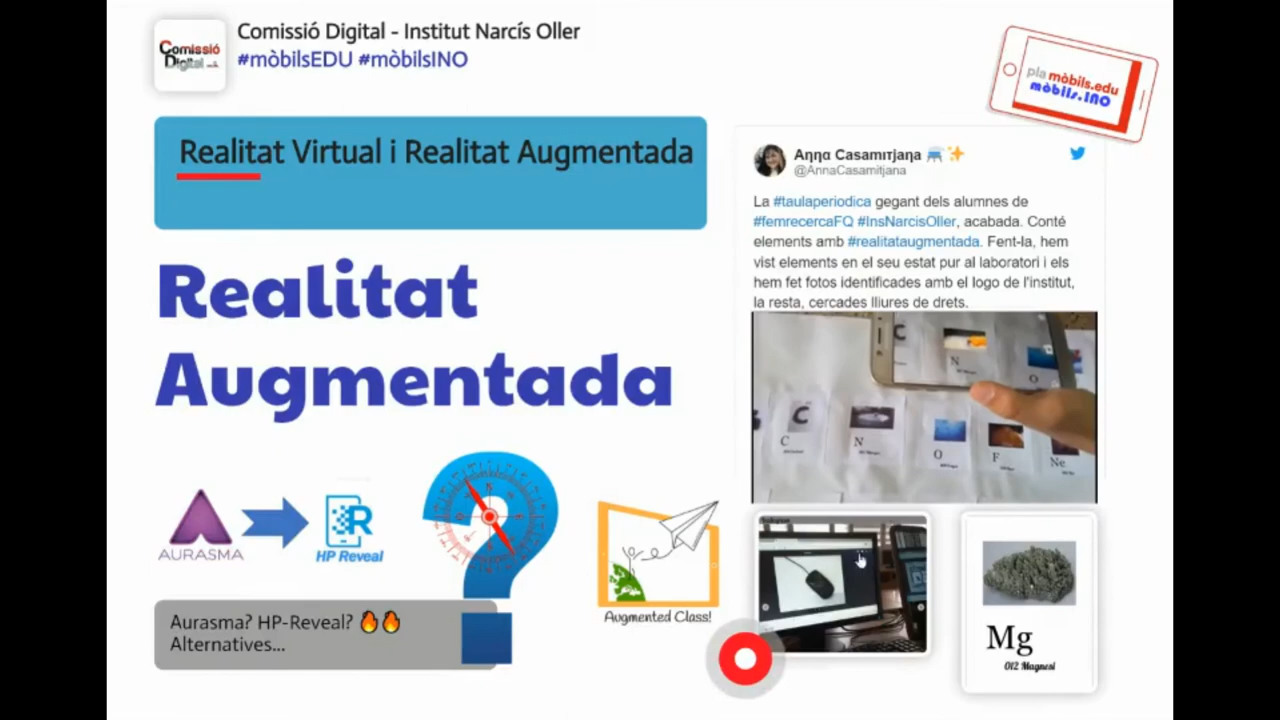 Comissió Digital - Institut Narcís Oller
#mòbilsEDU #mòbilsINO
Comissió
Digital
pla mòbils.edu
mòbils.INO
Realitat Virtual i Realitat Augmentada
Realitat
Augmentada
Aηηα Casamιтjaηa
@AnnaCasamitjana
La #taulaperiodica gegant dels alumnes de
#femrecercaFQ #InsNarcisOller, acabada. Conté
elements amb #realitataugmentada. Fent-la, hem
vist elements en el seu estat pur al laboratori i els
hem fet fotos identificades amb el logo de l'institut,
la resta, cercades lliures de drets.
C
N
O
C
N
O
F
Ne
AURASMA
HP Reveal
?
Augmented Class!
Aurasma? HP-Reveal? 🔥🔥
Alternatives...
Mg
012 Magnesi